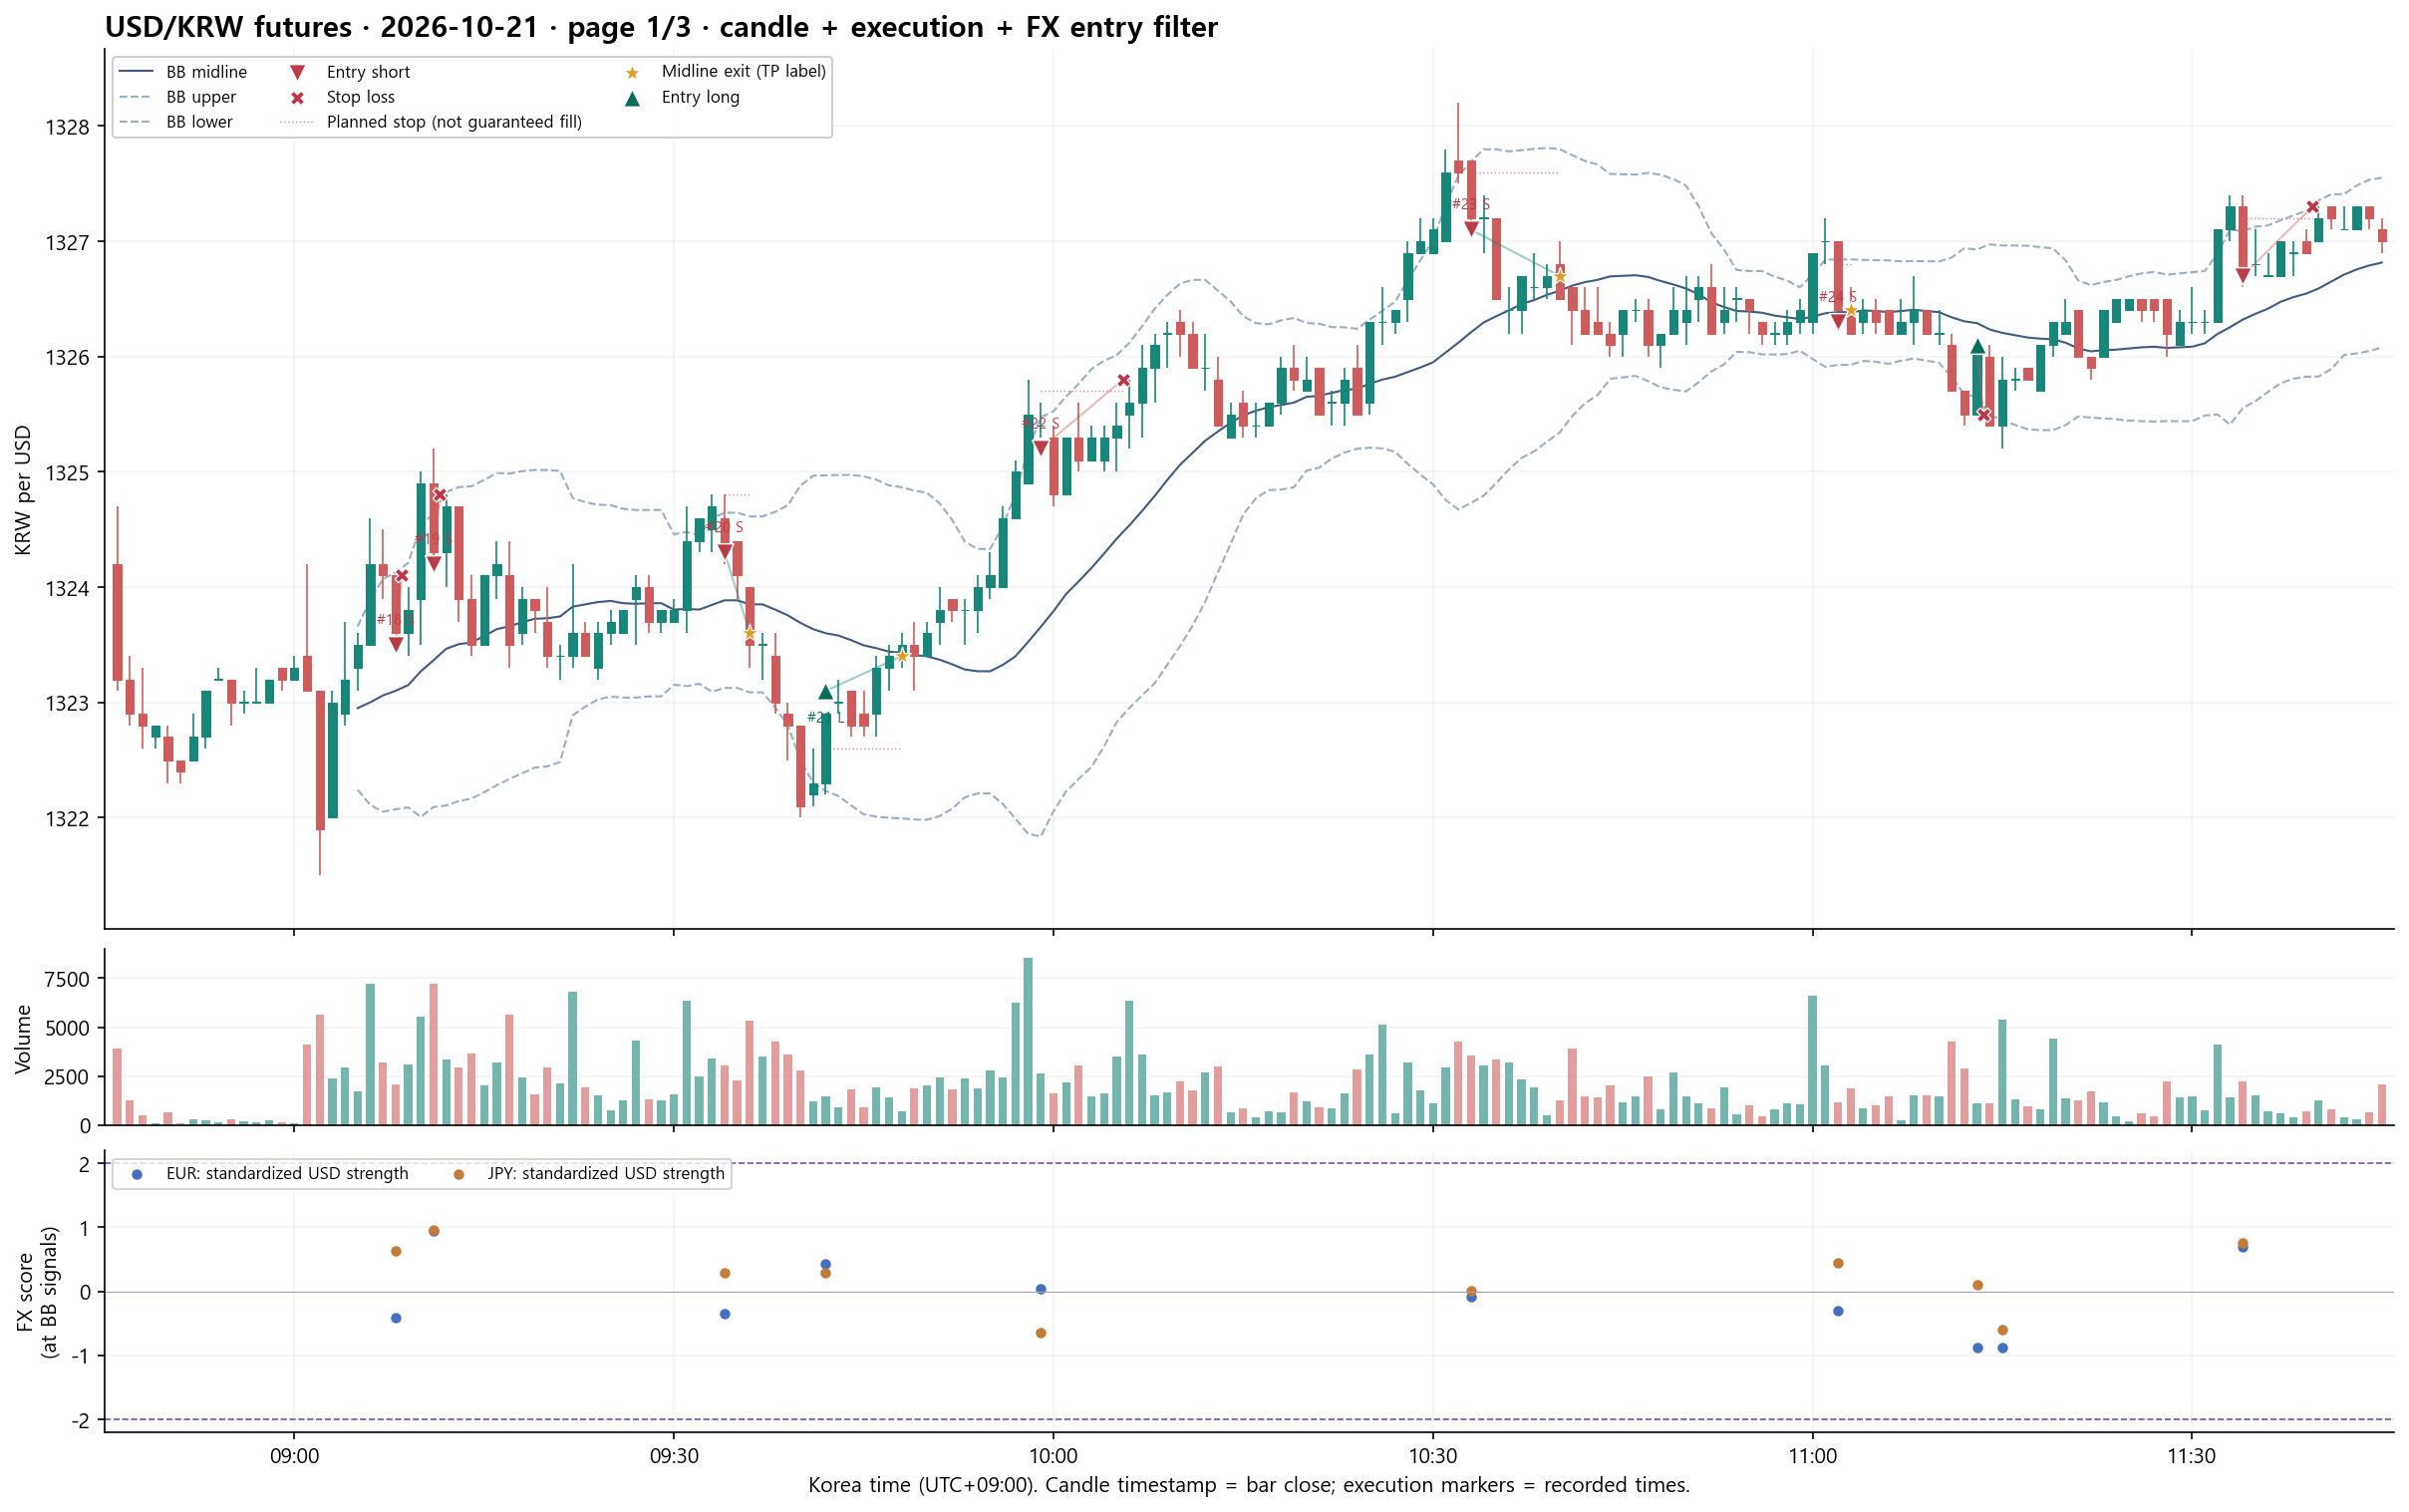 USD/KRW futures · 2026-10-21 · page 1/3 · candle + execution + FX entry filter
BB midline
BB upper
BB lower
Entry short
Stop loss
Planned stop (not guaranteed fill)
Midline exit (TP label)
Entry long
KRW per USD
1328
1327
1326
1325
1324
1323
1322
#20 S
#22 S
#23 S
#24 S
Volume
7500
5000
2500
0
EUR: standardized USD strength
JPY: standardized USD strength
FX score
(at BB signals)
2
1
0
-1
-2
09:00
09:30
10:00
10:30
11:00
11:30
Korea time (UTC+09:00). Candle timestamp = bar close; execution markers = recorded times.